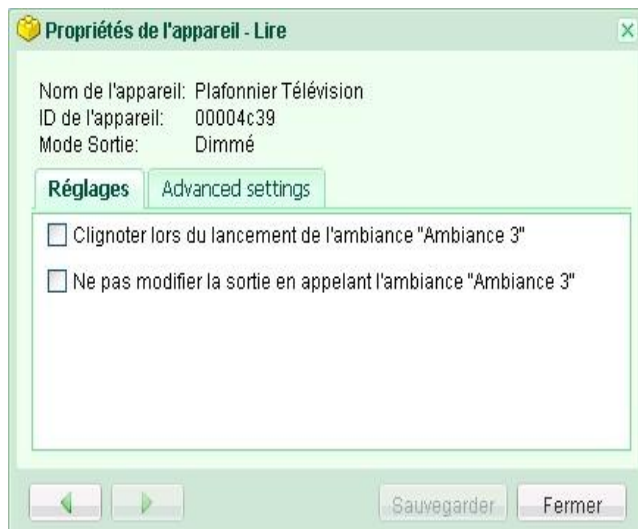 Propriétés de l'appareil - Lire
Nom de l'appareil: Plafonnier Télévision
ID de l'appareil: 00004c39
Mode Sortie: Dimmé
Réglages Advanced settings
Clignoter lors du lancement de l'ambiance "Ambiance 3"
Ne pas modifier la sortie en appelant l'ambiance "Ambiance 3"
Sauvegarder Fermer